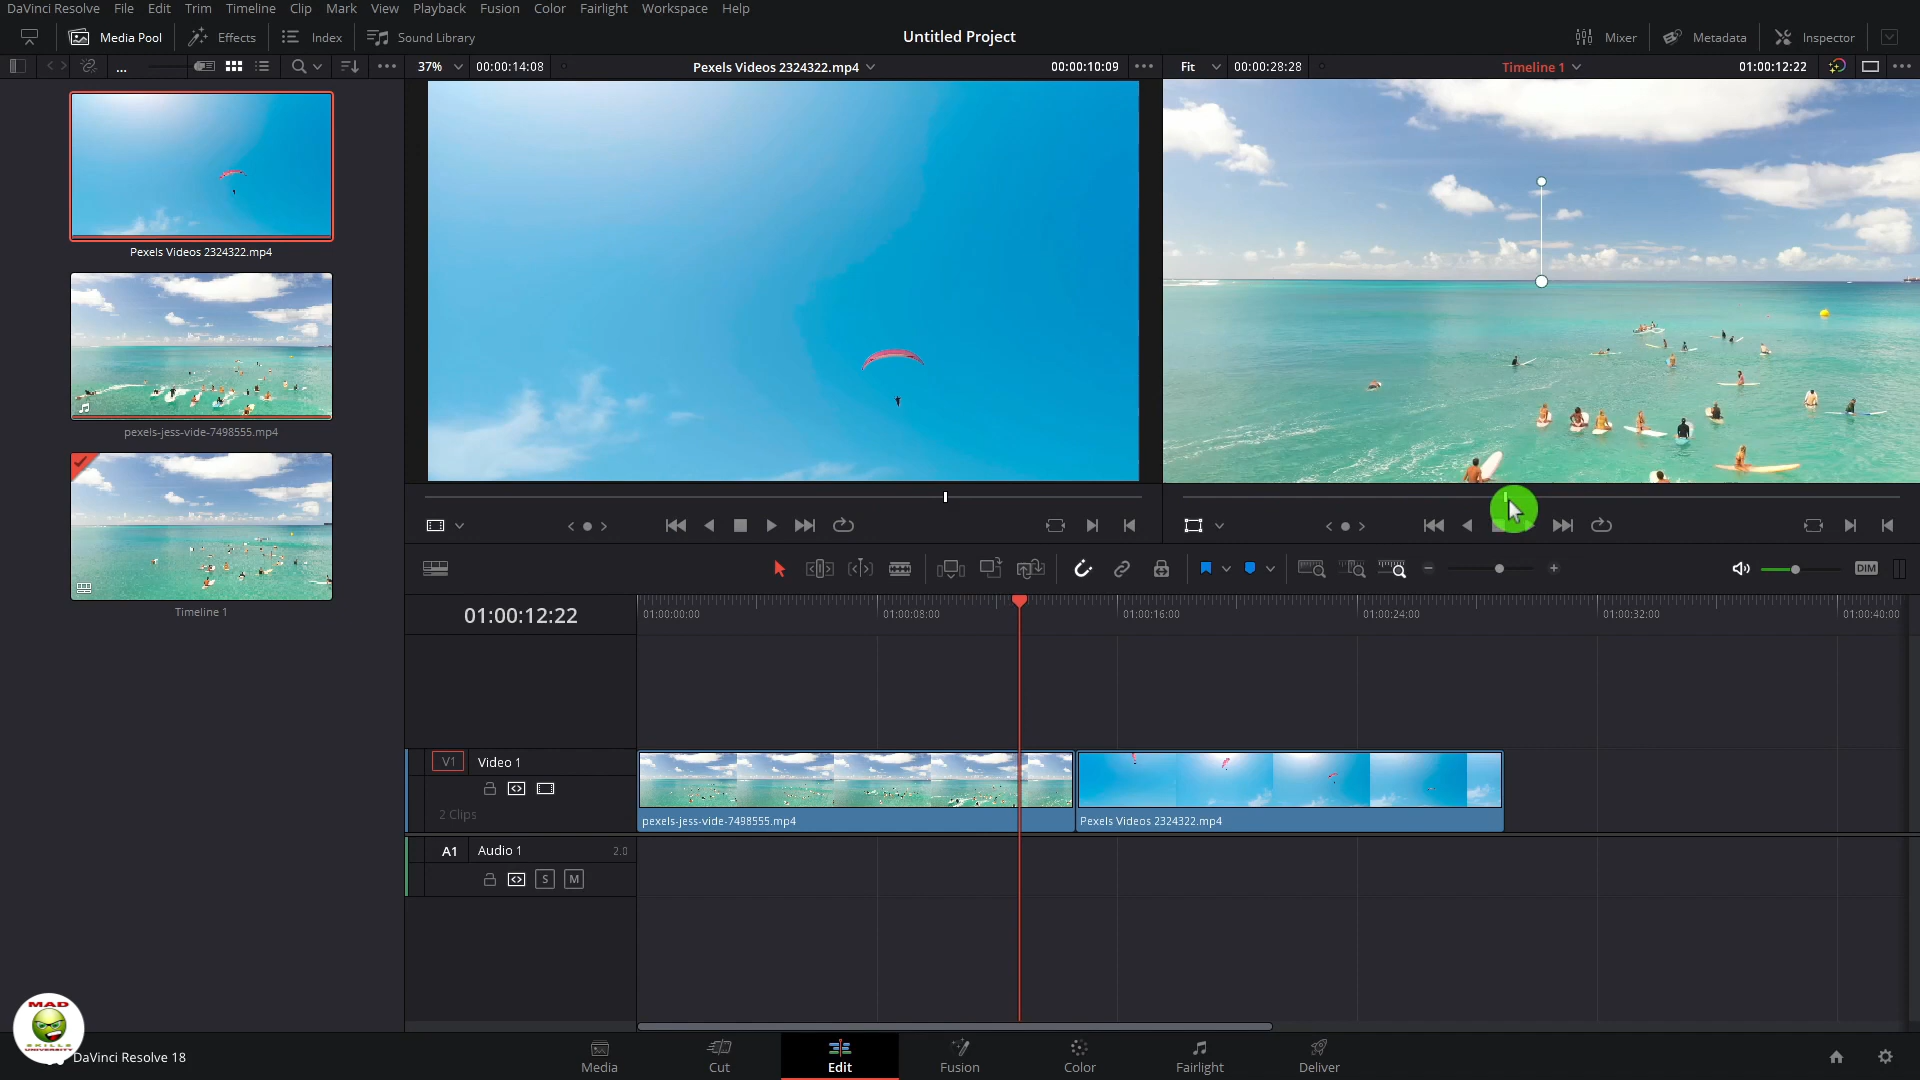 DaVinci Resolve File Edit Trim Timeline Clip Mark View Playback Fusion Color Fairlight Workspace Help
Media Pool Effects Index Sound Library Untitled Project Mixer Metadata Inspector
... 37% 00:00:14:08 Pexels Videos 2324322.mp4 00:00:10:09 Fit 00:00:28:28 Timeline 1 01:00:12:22
Pexels Videos 2324322.mp4
pexels-jess-vide-7498555.mp4
Timeline 1
DIM
01:00:12:22
01:00:00:00 01:00:08:00 01:00:16:00 01:00:24:00 01:00:32:00 01:00:40:00
V1 Video 1
2 Clips
pexels-jess-vide-7498555.mp4 Pexels Videos 2324322.mp4
A1 Audio 1 2.0
S M
MAD
SKILLS
UNIVERSITY
DaVinci Resolve 18
Media Cut Edit Fusion Color Fairlight Deliver